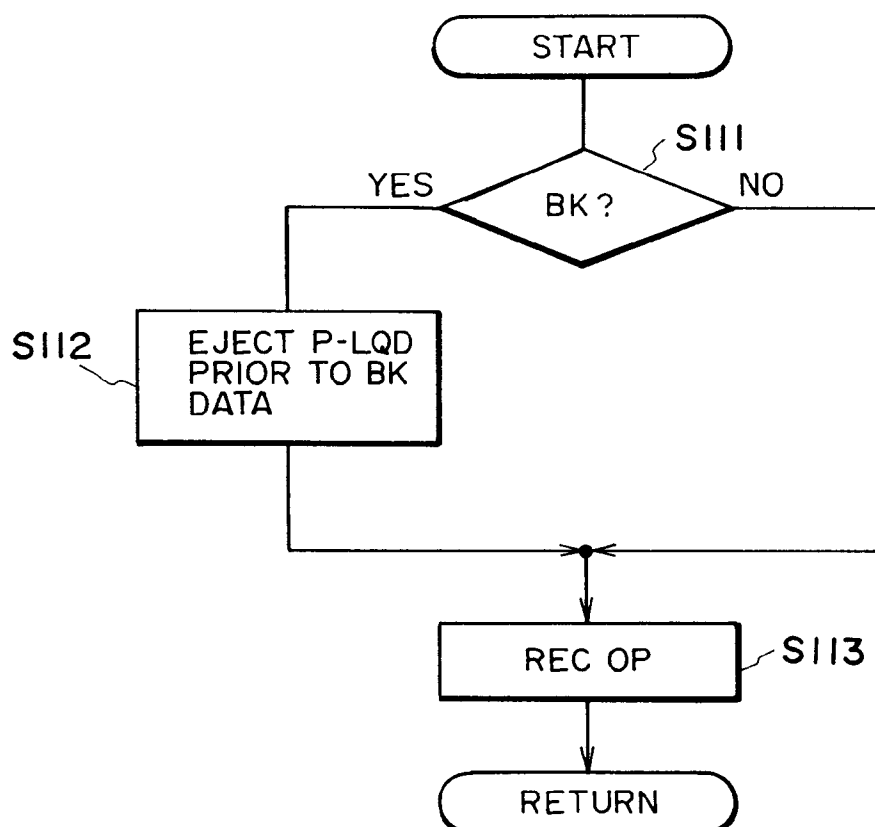 START
S111
YES
BK?
NO
S112
EJECT P-LQD
PRIOR TO BK
DATA
REC OP
S113
RETURN